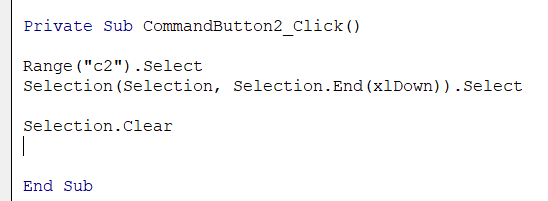 Private Sub CommandButton2_Click()
Range("c2").Select
Selection(Selection, Selection.End(xlDown)).Select
Selection.Clear
End Sub